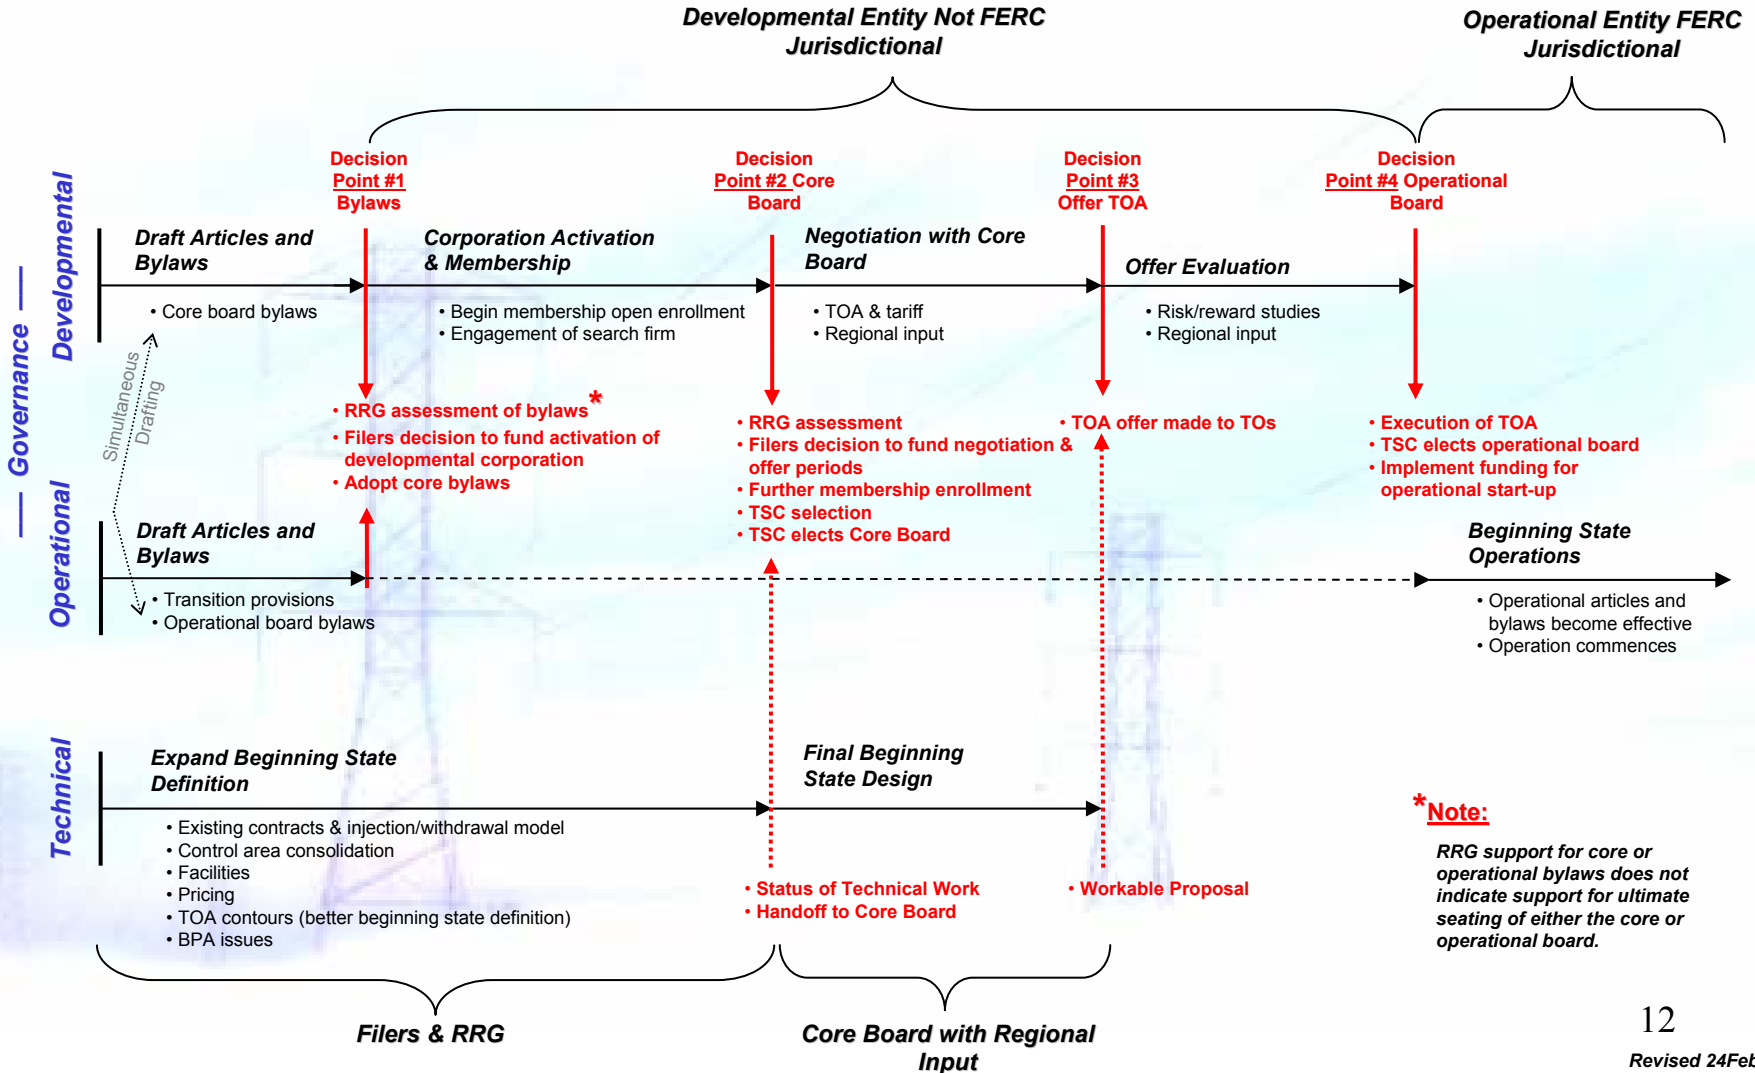 Developmental Entity Not FERC
Jurisdictional
Operational Entity FERC
Jurisdictional
Decision
Point #1
Bylaws
Decision
Point #2 Core
Board
Decision
Point #3
Offer TOA
Decision
Point #4 Operational
Board
Governance
Developmental
Draft Articles and
Bylaws
• Core board bylaws
Corporation Activation
& Membership
• Begin membership open enrollment
• Engagement of search firm
Negotiation with Core
Board
• TOA & tariff
• Regional input
Offer Evaluation
• Risk/reward studies
• Regional input
Simultaneous
Drafting
• RRG assessment of bylaws*
• Filers decision to fund activation of
developmental corporation
• Adopt core bylaws
• RRG assessment
• Filers decision to fund negotiation &
offer periods
• Further membership enrollment
• TSC selection
• TSC elects Core Board
• TOA offer made to TOs
• Execution of TOA
• TSC elects operational board
• Implement funding for
operational start-up
Operational
Draft Articles and
Bylaws
• Transition provisions
• Operational board bylaws
Beginning State
Operations
• Operational articles and
bylaws become effective
• Operation commences
Technical
Expand Beginning State
Definition
• Existing contracts & injection/withdrawal model
• Control area consolidation
• Facilities
• Pricing
• TOA contours (better beginning state definition)
• BPA issues
Final Beginning
State Design
• Status of Technical Work
• Handoff to Core Board
• Workable Proposal
*Note:
RRG support for core or
operational bylaws does not
indicate support for ultimate
seating of either the core or
operational board.
Filers & RRG
Core Board with Regional
Input
12
Revised 24Feb